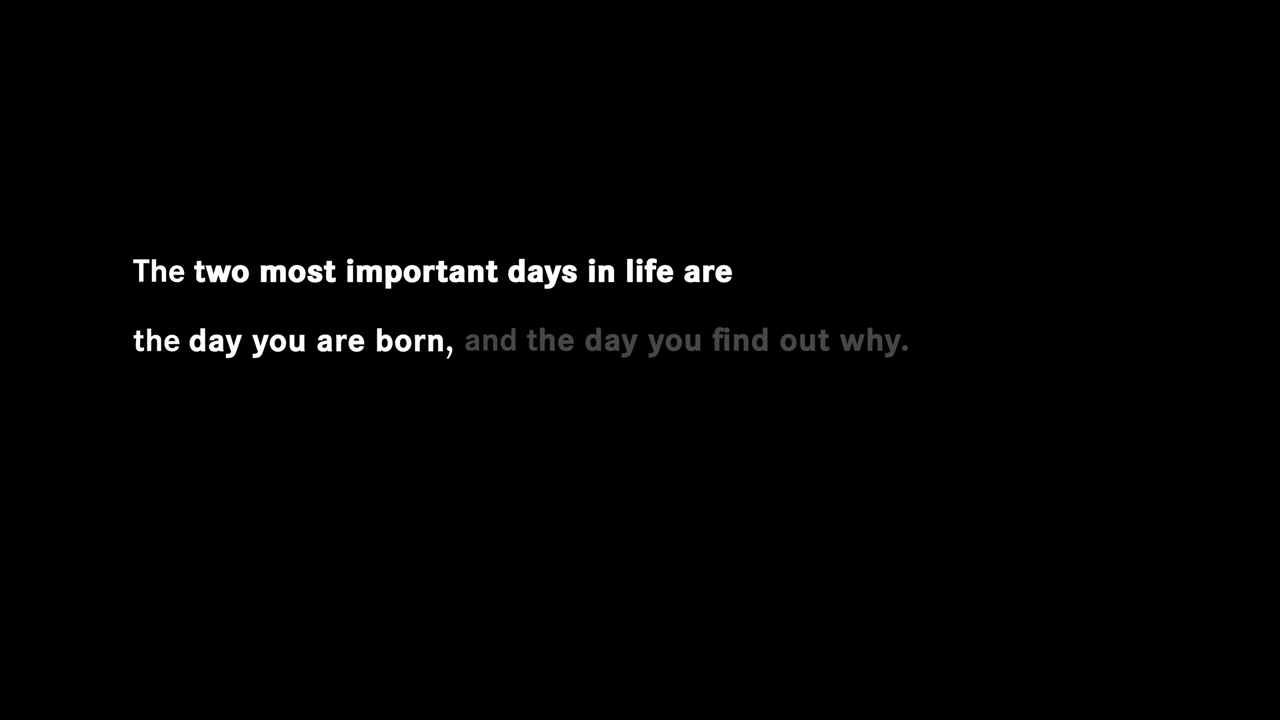 The two most important days in life are
the day you are born, and the day you find out why.